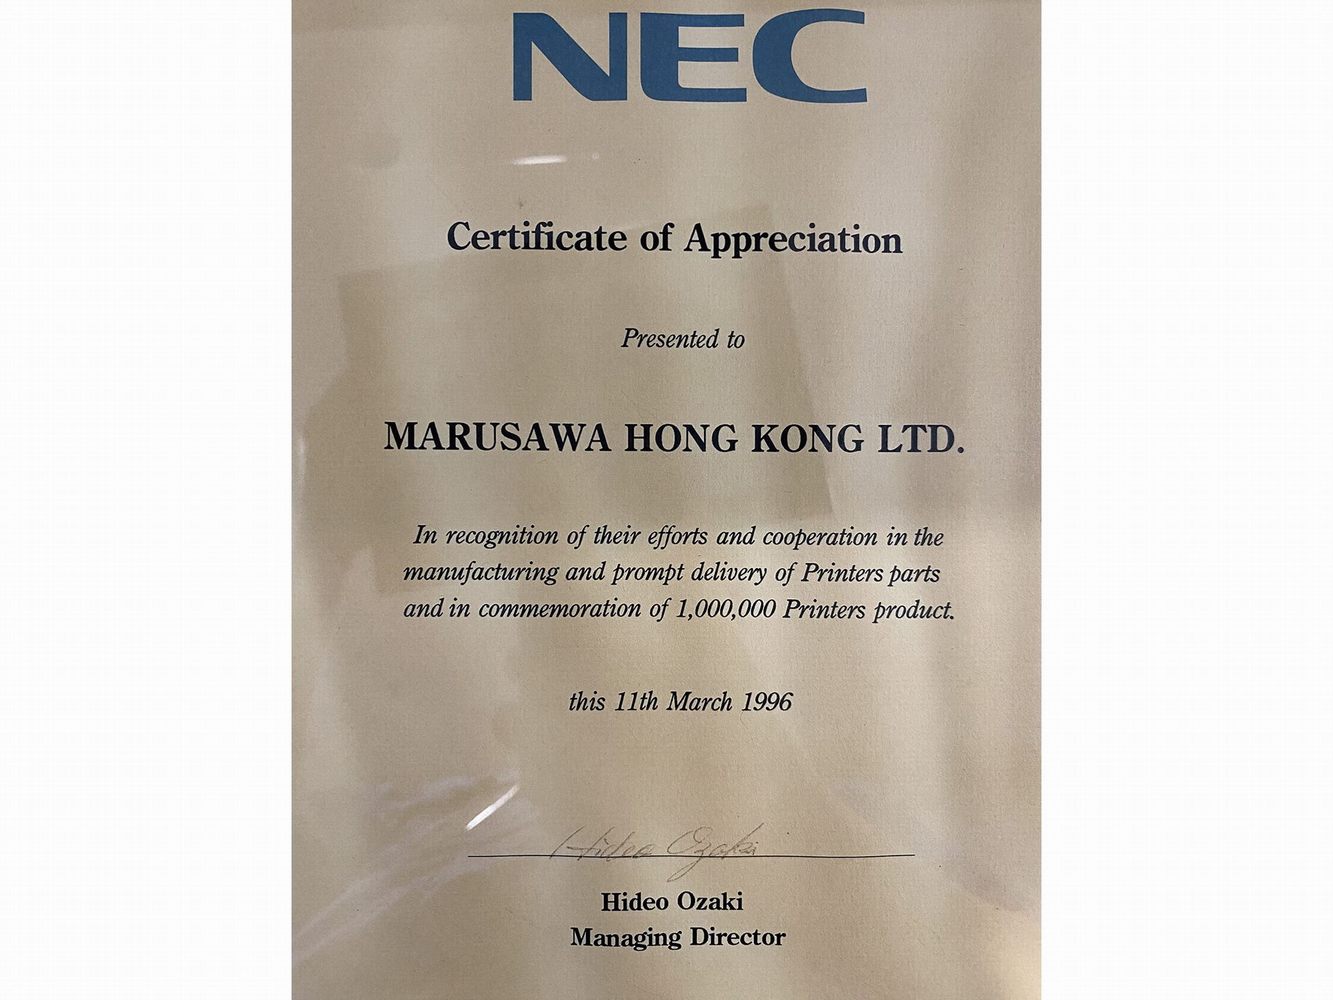 NEC
Certificate of Appreciation
Presented to
MARUSAWA HONG KONG LTD.
In recognition of their efforts and cooperation in the
manufacturing and prompt delivery of Printers parts
and in commemoration of 1,000,000 Printers product.
this 11th March 1996
Hideo Ozaki
Hideo Ozaki
Managing Director